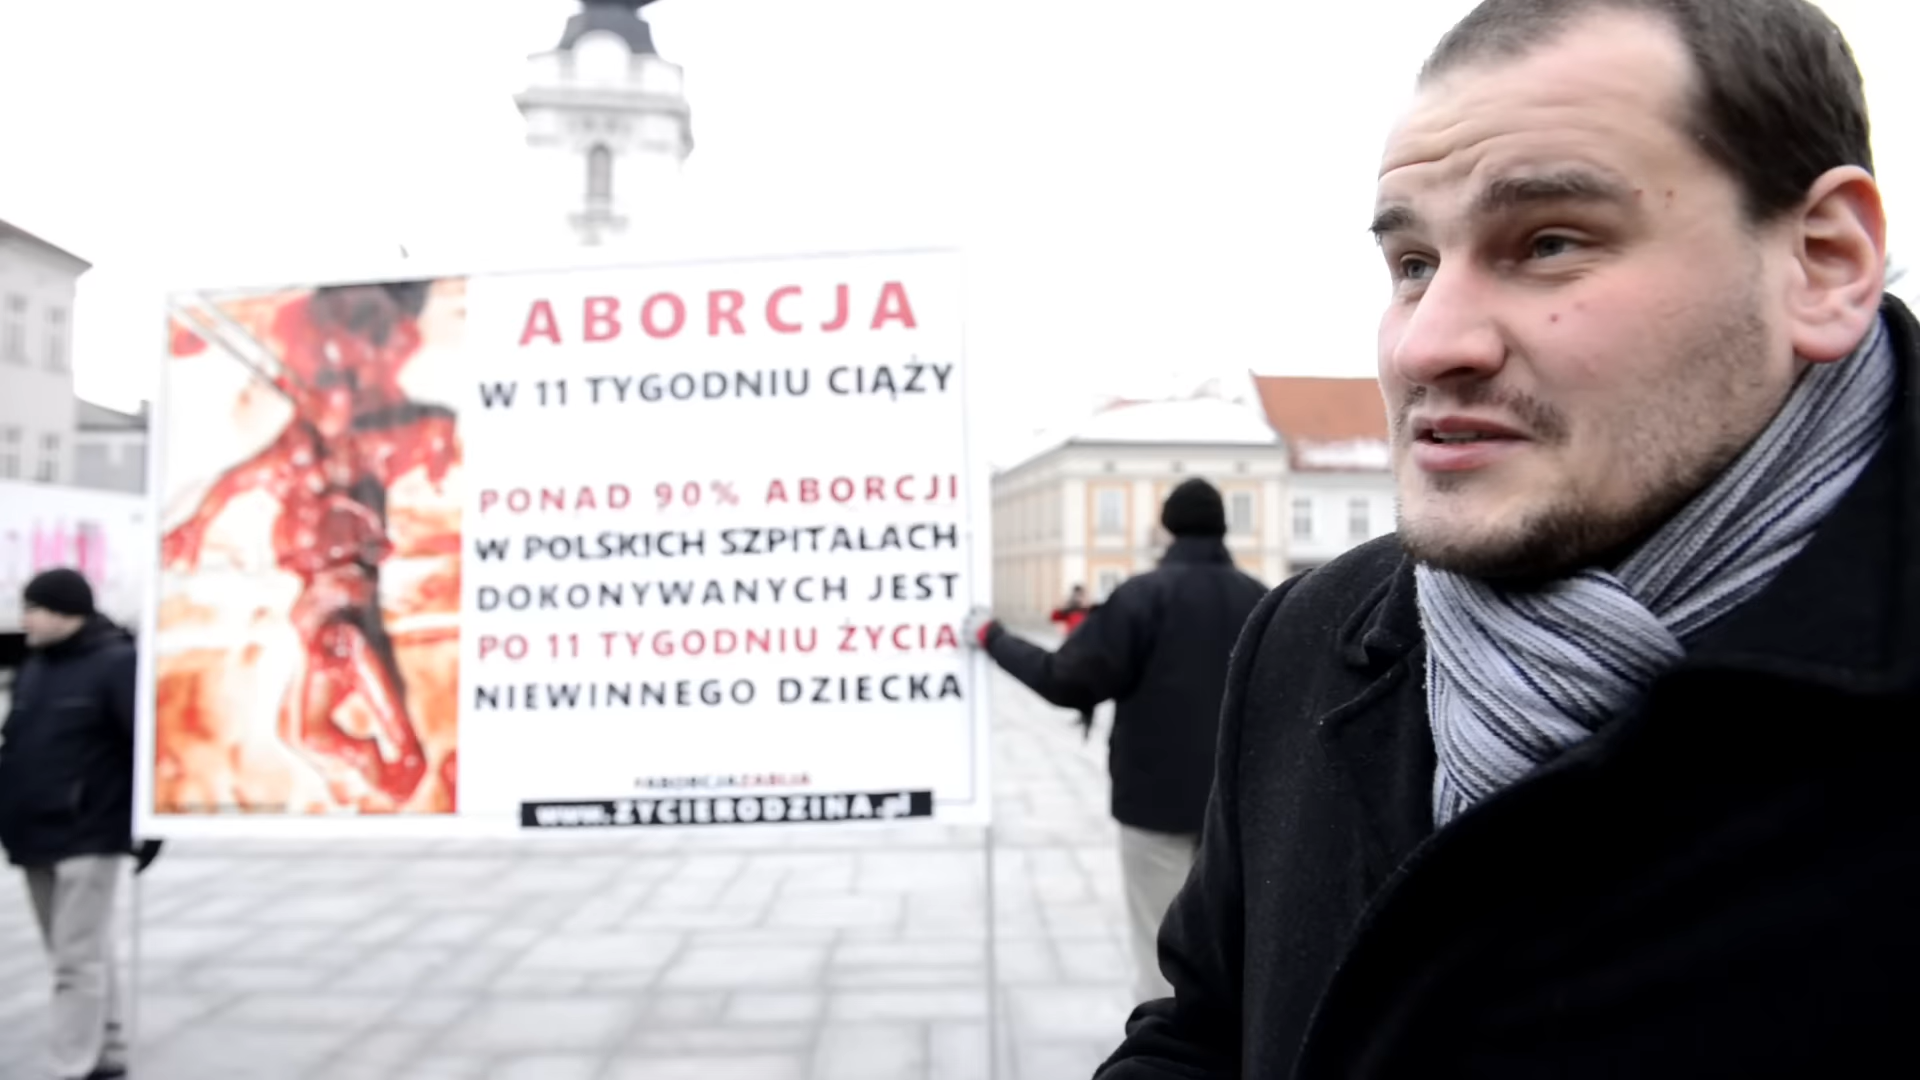 ABORCJA
W 11 TYGODNIU CIĄŻY
PONAD 90% ABORCJI
W POLSKICH SZPITALACH
DOKONYWANYCH JEST
PO 11 TYGODNIU ŻYCIA
NIEWINNEGO DZIECKA
#ABORCJAZABIJA
www.ZYCIERODZINA.pl